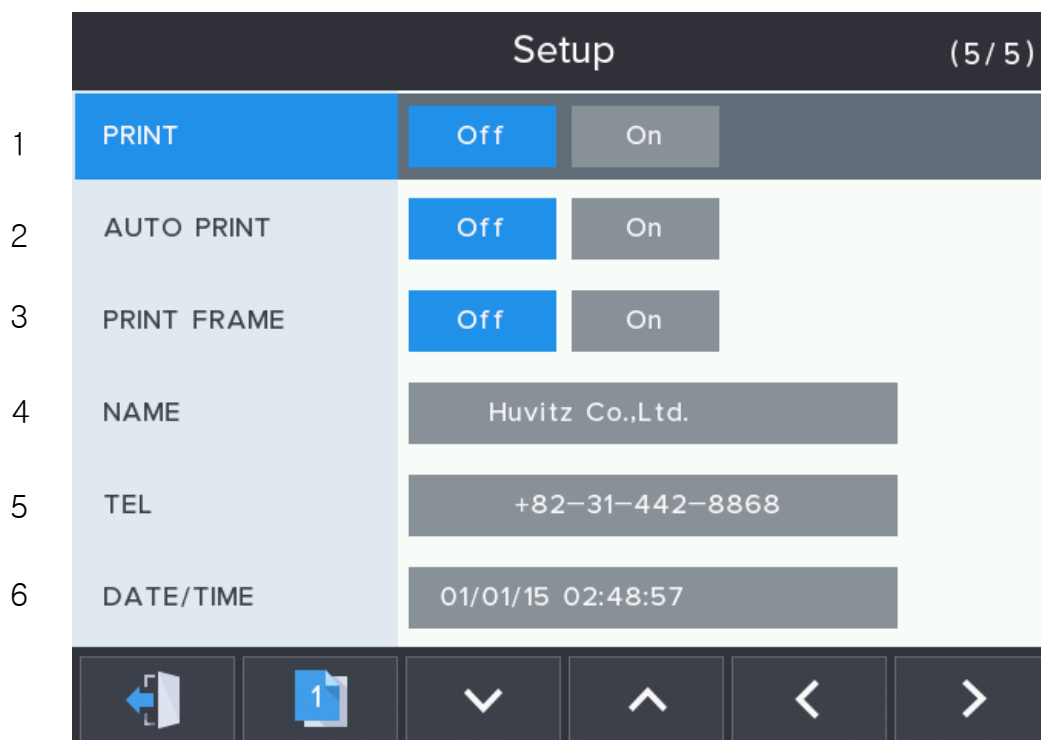 Setup (5/5)
1 PRINT Off On
2 AUTO PRINT Off On
3 PRINT FRAME Off On
4 NAME Huvitz Co.,Ltd.
5 TEL +82-31-442-8868
6 DATE/TIME 01/01/15 02:48:57
1